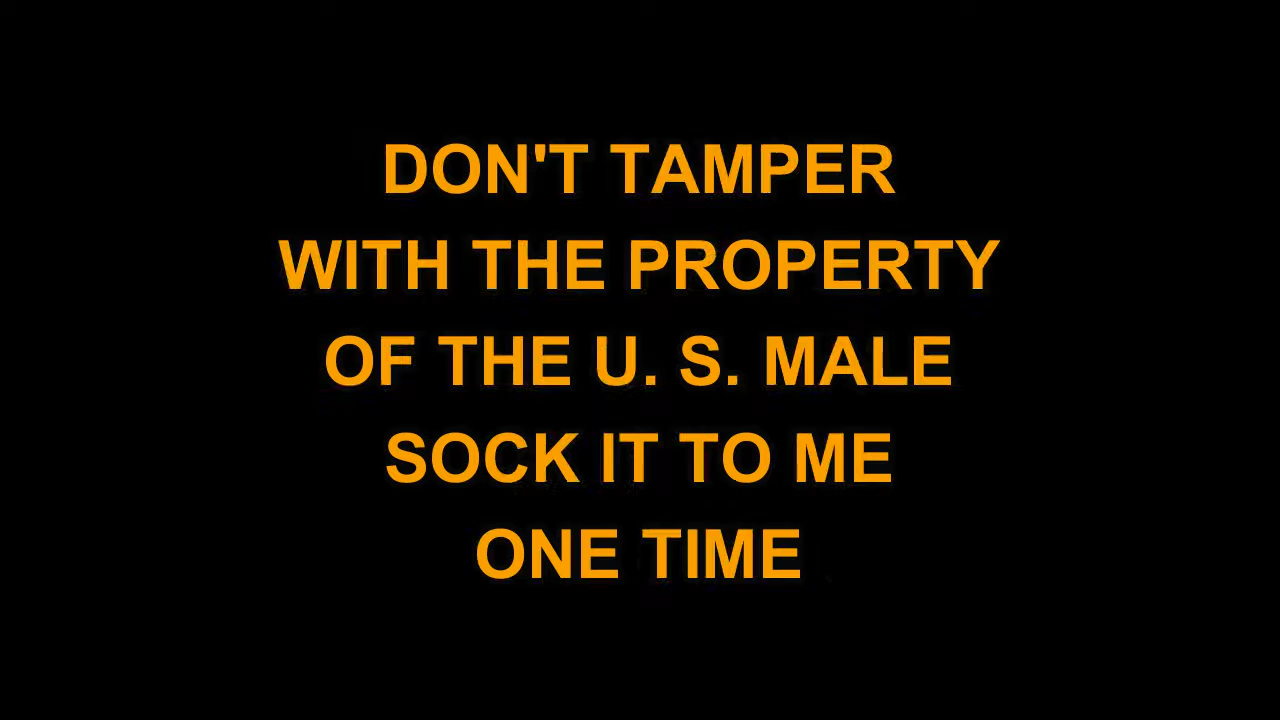 DON'T TAMPER
WITH THE PROPERTY
OF THE U. S. MALE
SOCK IT TO ME
ONE TIME